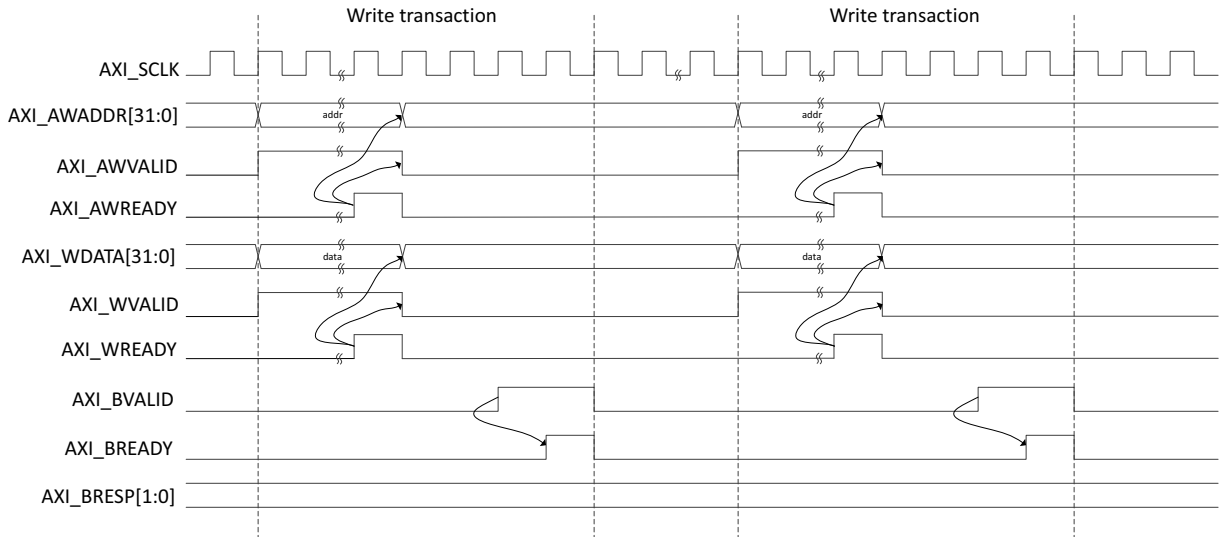 Write transaction Write transaction
AXI_SCLK
AXI_AWADDR[31:0] addr addr
AXI_AWVALID
AXI_AWREADY
AXI_WDATA[31:0] data data
AXI_WVALID
AXI_WREADY
AXI_BVALID
AXI_BREADY
AXI_BRESP[1:0]